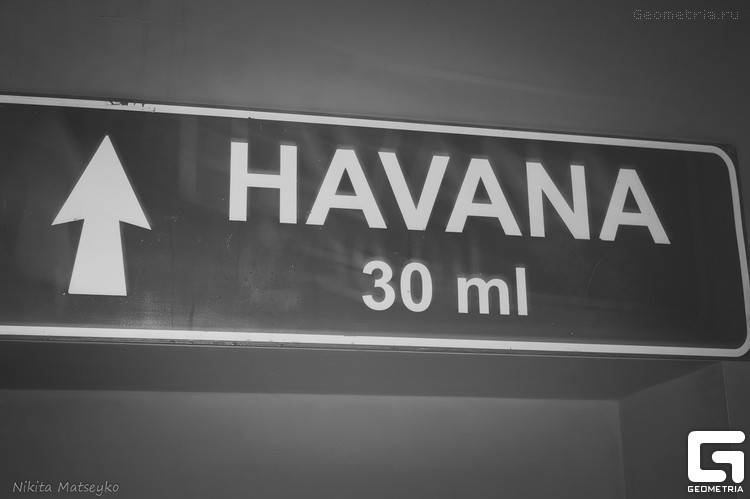 Geometria.ru
HAVANA
30 ml
Nikita Matseyko
GEOMETRIA